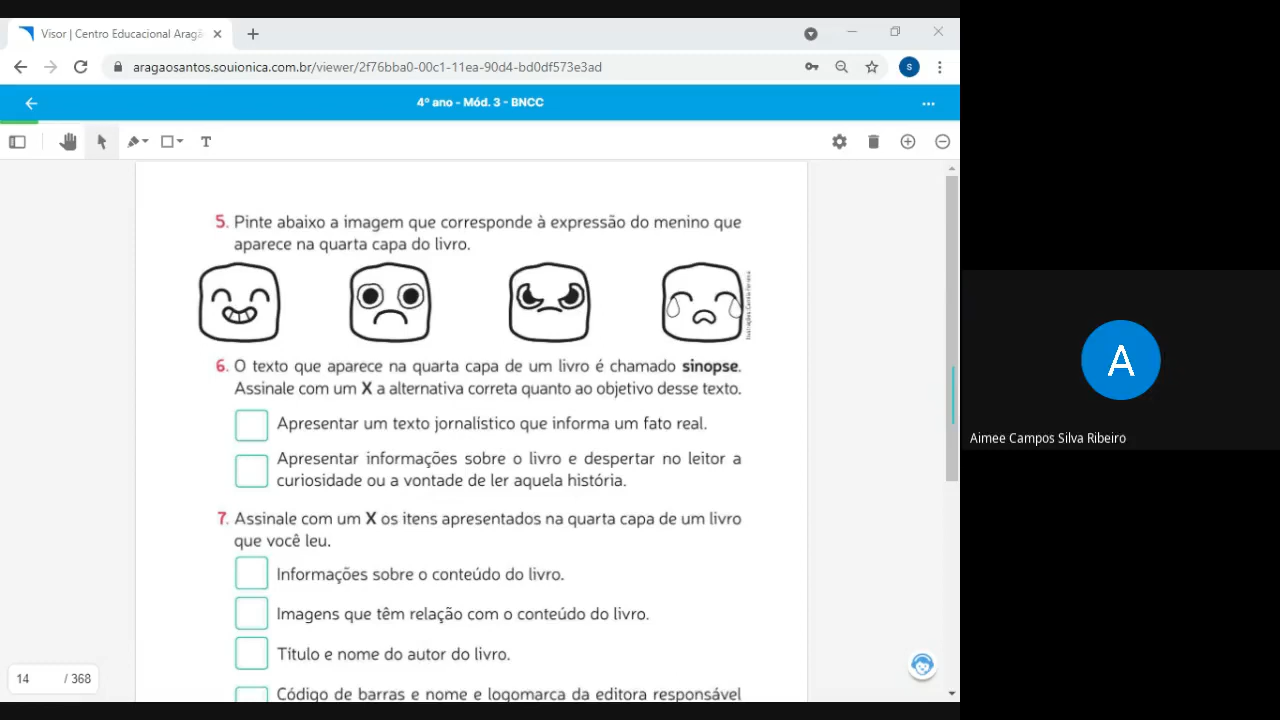 Visor | Centro Educacional Aragã
aragaosantos.souionica.com.br/viewer/2f76bba0-00c1-11ea-90d4-bd0df573e3ad
S
4º ano - Mód. 3 - BNCC
T
5. Pinte abaixo a imagem que corresponde à expressão do menino que
aparece na quarta capa do livro.
6. O texto que aparece na quarta capa de um livro é chamado sinopse.
Assinale com um X a alternativa correta quanto ao objetivo desse texto.
Apresentar um texto jornalístico que informa um fato real.
Apresentar informações sobre o livro e despertar no leitor a
curiosidade ou a vontade de ler aquela história.
7. Assinale com um X os itens apresentados na quarta capa de um livro
que você leu.
Informações sobre o conteúdo do livro.
Imagens que têm relação com o conteúdo do livro.
Título e nome do autor do livro.
Código de barras e nome e logomarca da editora responsável
14 / 368
A
Aimee Campos Silva Ribeiro